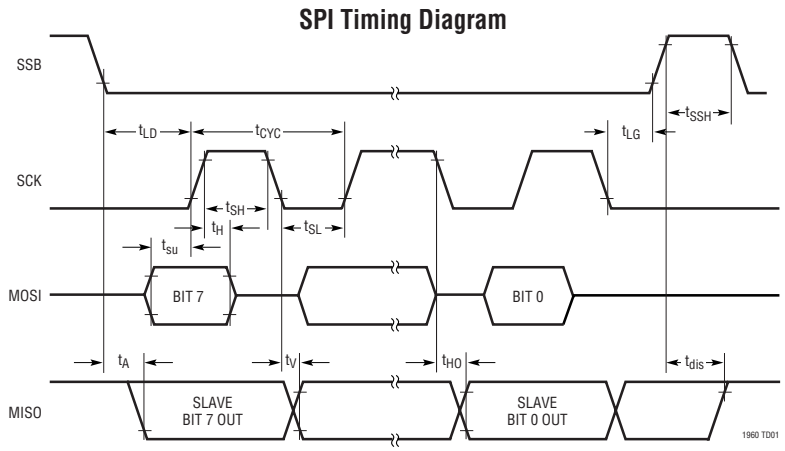 SPI Timing Diagram
SSB
tSSH
tLD
tCYC
tLG
SCK
tSH
tH
tSL
tsu
MOSI
BIT 7
BIT 0
tA
tV
tHO
tdis
MISO
SLAVE
BIT 7 OUT
SLAVE
BIT 0 OUT
1960 TD01